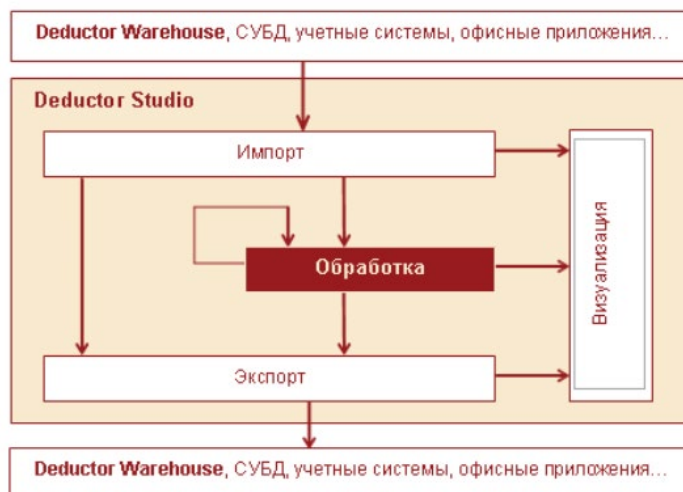 Deductor Warehouse, СУБД, учетные системы, офисные приложения...
Deductor Studio
Импорт
Обработка
Визуализация
Экспорт
Deductor Warehouse, СУБД, учетные системы, офисные приложения...